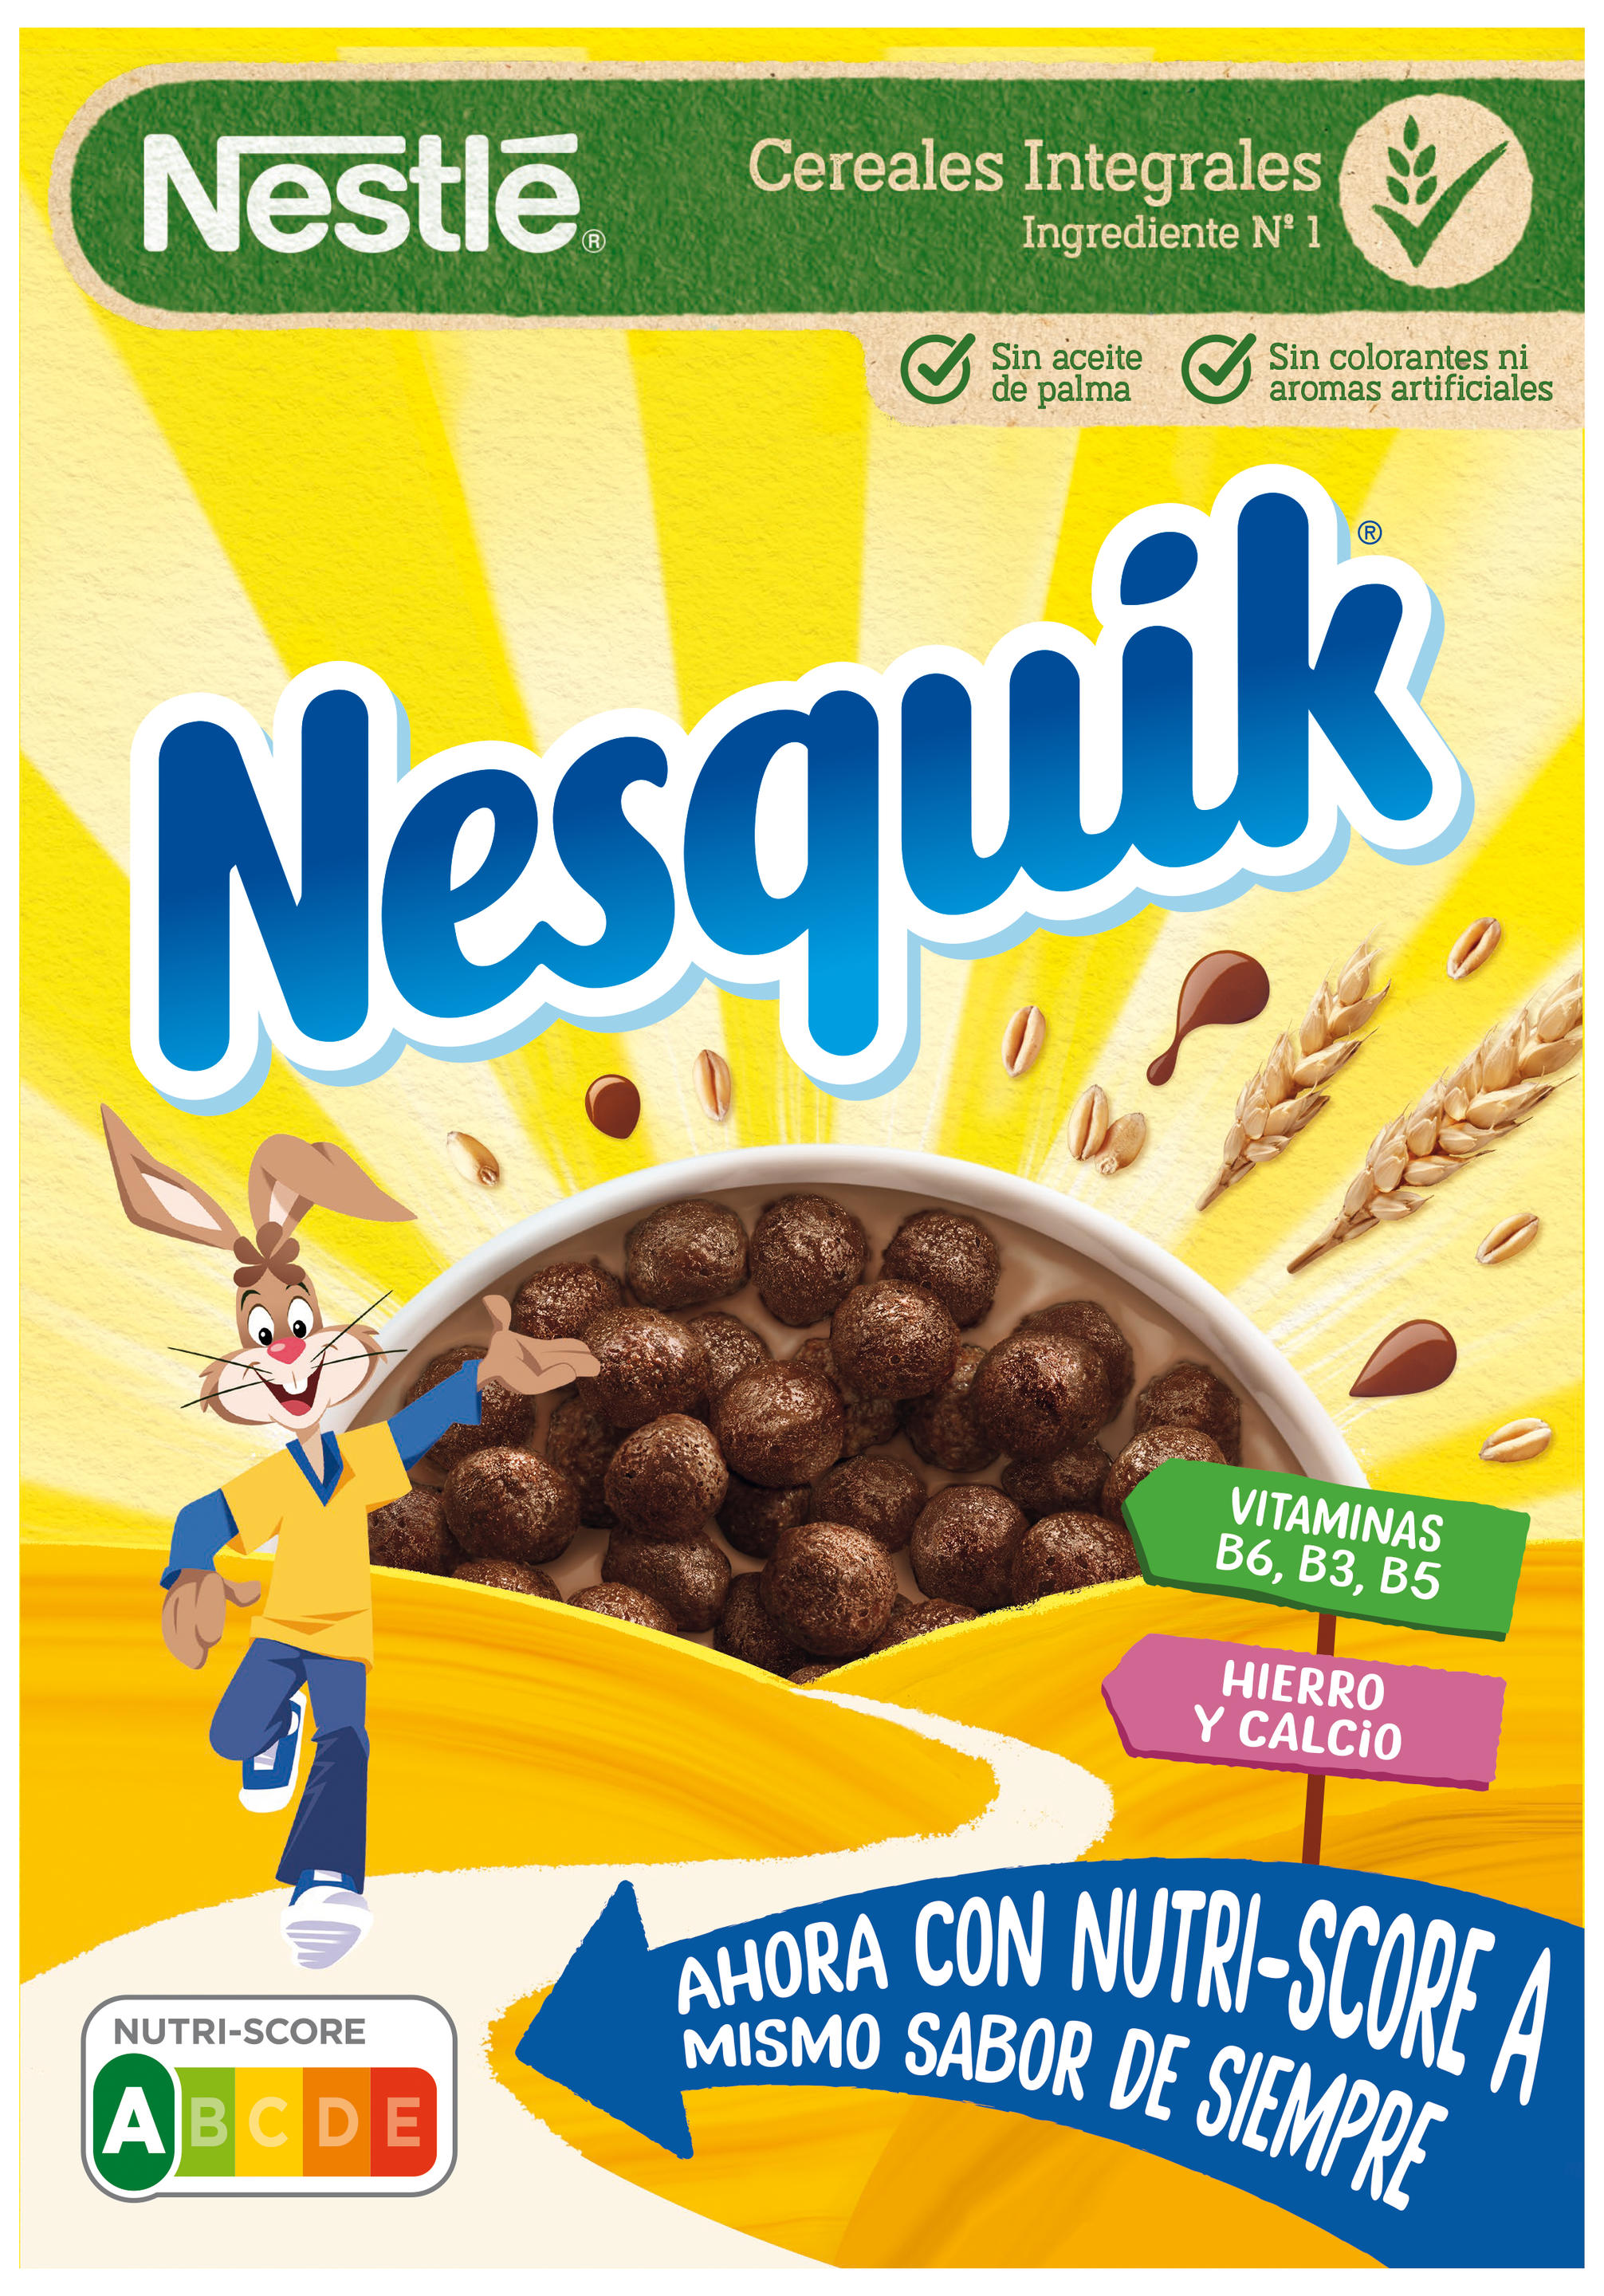 Nestlé®
Cereales Integrales
Ingrediente Nº 1
Sin aceite
de palma
Sin colorantes ni
aromas artificiales
Nesquik®
VITAMINAS
B6, B3, B5
HIERRO
Y CALCiO
AHORA CON NUTRI-SCORE A
MISMO SABOR DE SIEMPRE
NUTRI-SCORE
A B C D E